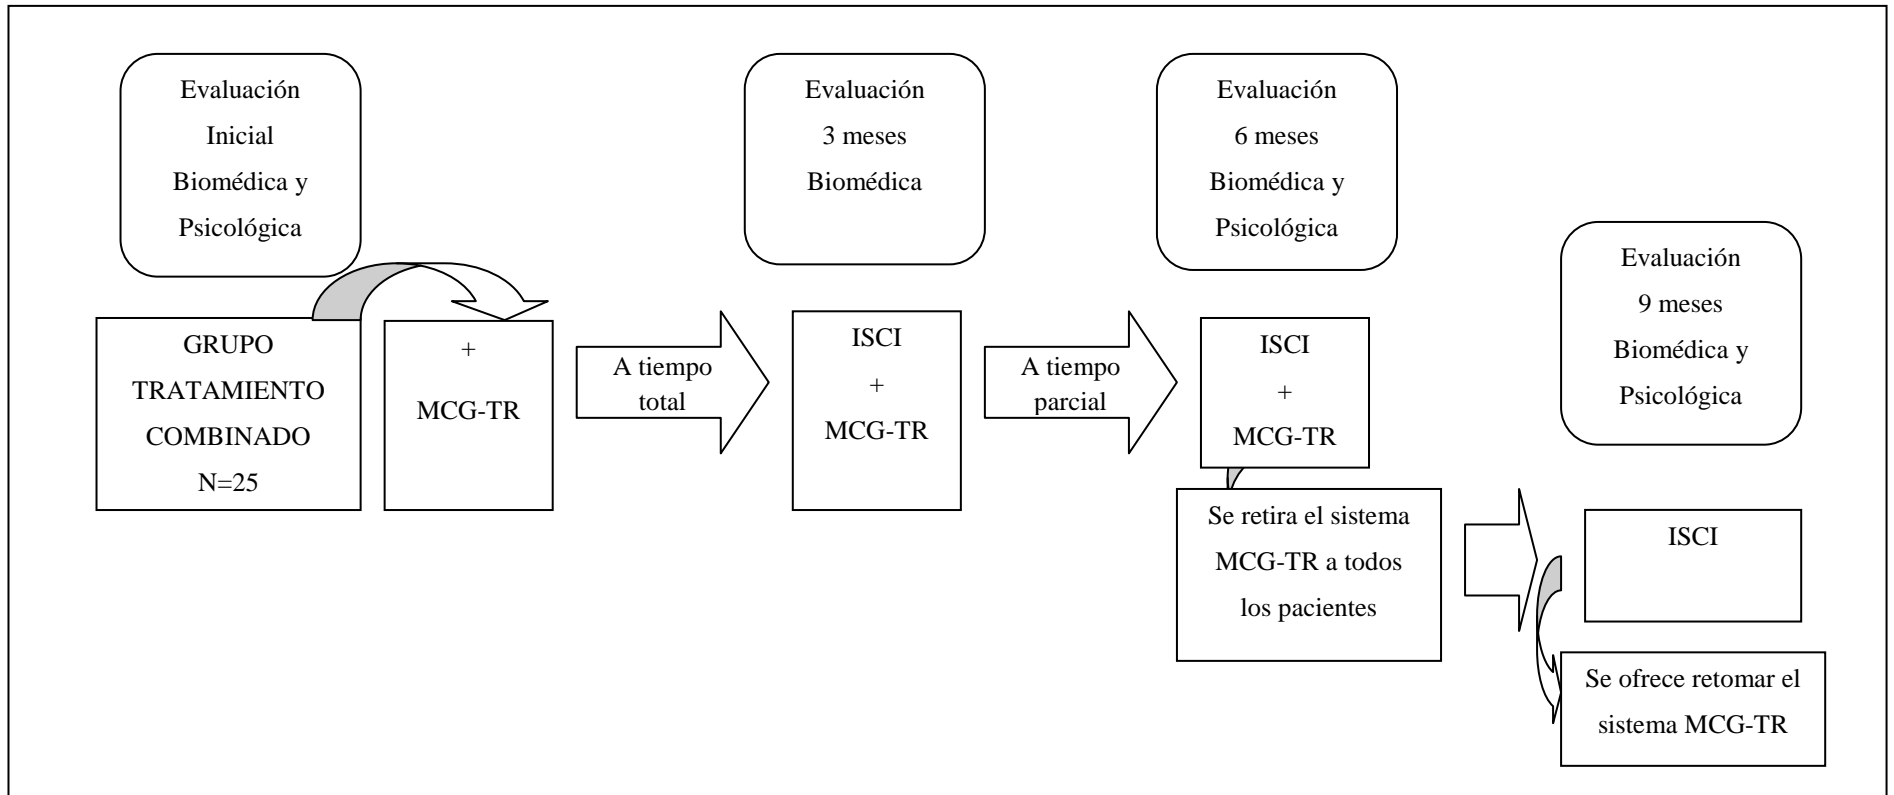 Evaluación
Inicial
Biomédica y
Psicológica
Evaluación
3 meses
Biomédica
Evaluación
6 meses
Biomédica y
Psicológica
Evaluación
9 meses
Biomédica y
Psicológica
GRUPO
TRATAMIENTO
COMBINADO
N=25
+
MCG-TR
A tiempo
total
ISCI
+
MCG-TR
A tiempo
parcial
ISCI
+
MCG-TR
Se retira el sistema
MCG-TR a todos
los pacientes
ISCI
Se ofrece retomar el
sistema MCG-TR